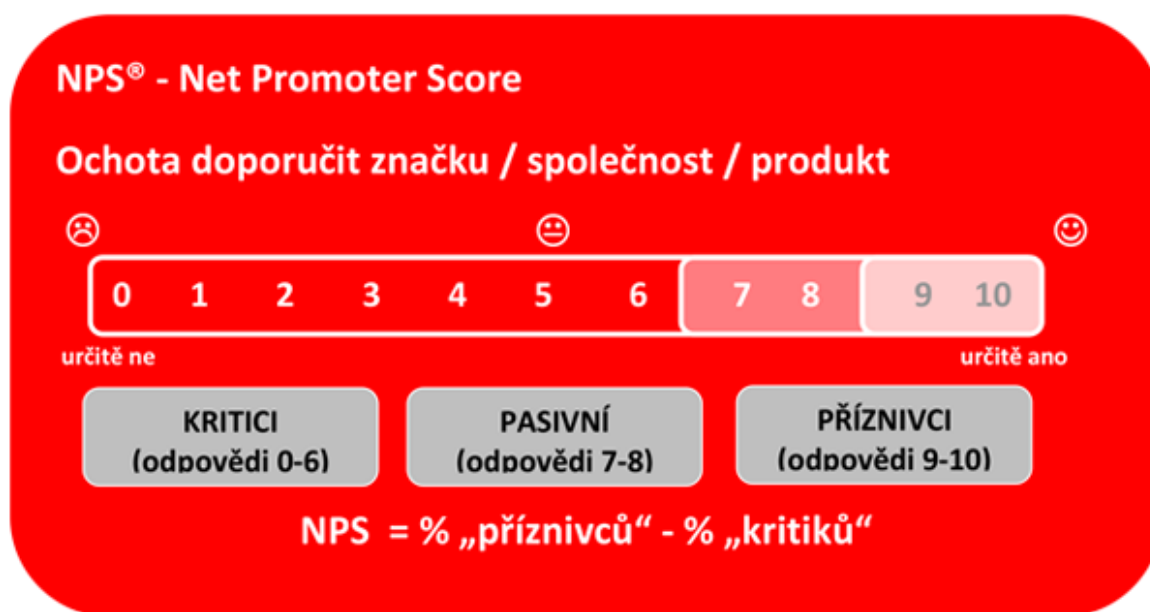 NPS® - Net Promoter Score
Ochota doporučit značku / společnost / produkt
0 1 2 3 4 5 6 7 8 9 10
určitě ne určitě ano
KRITICI
(odpovědi 0-6)
PASIVNÍ
(odpovědi 7-8)
PŘÍZNIVCI
(odpovědi 9-10)
NPS = % „příznivců“ - % „kritiků“